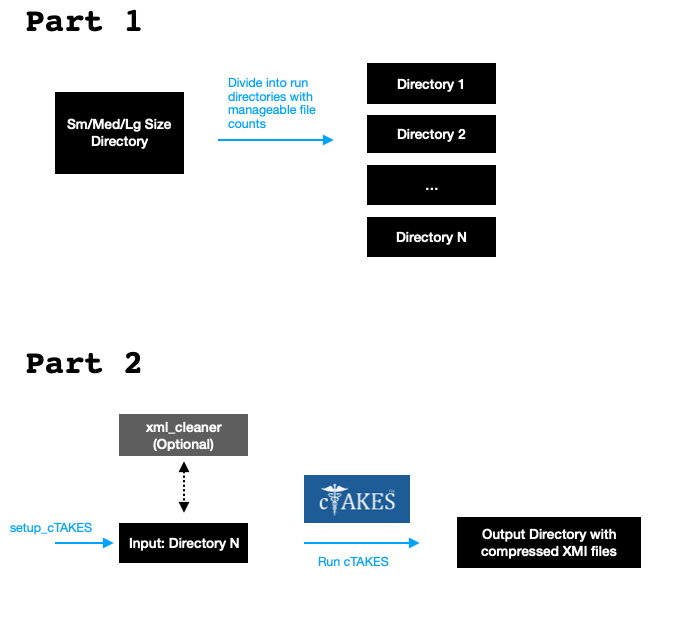 Part 1
Sm/Med/Lg Size
Directory
Divide into run
directories with
manageable file
counts
Directory 1
Directory 2
...
Directory N
Part 2
xml_cleaner
(Optional)
setup_cTAKES
Input: Directory N
cTAKES
Run cTAKES
Output Directory with
compressed XMI files